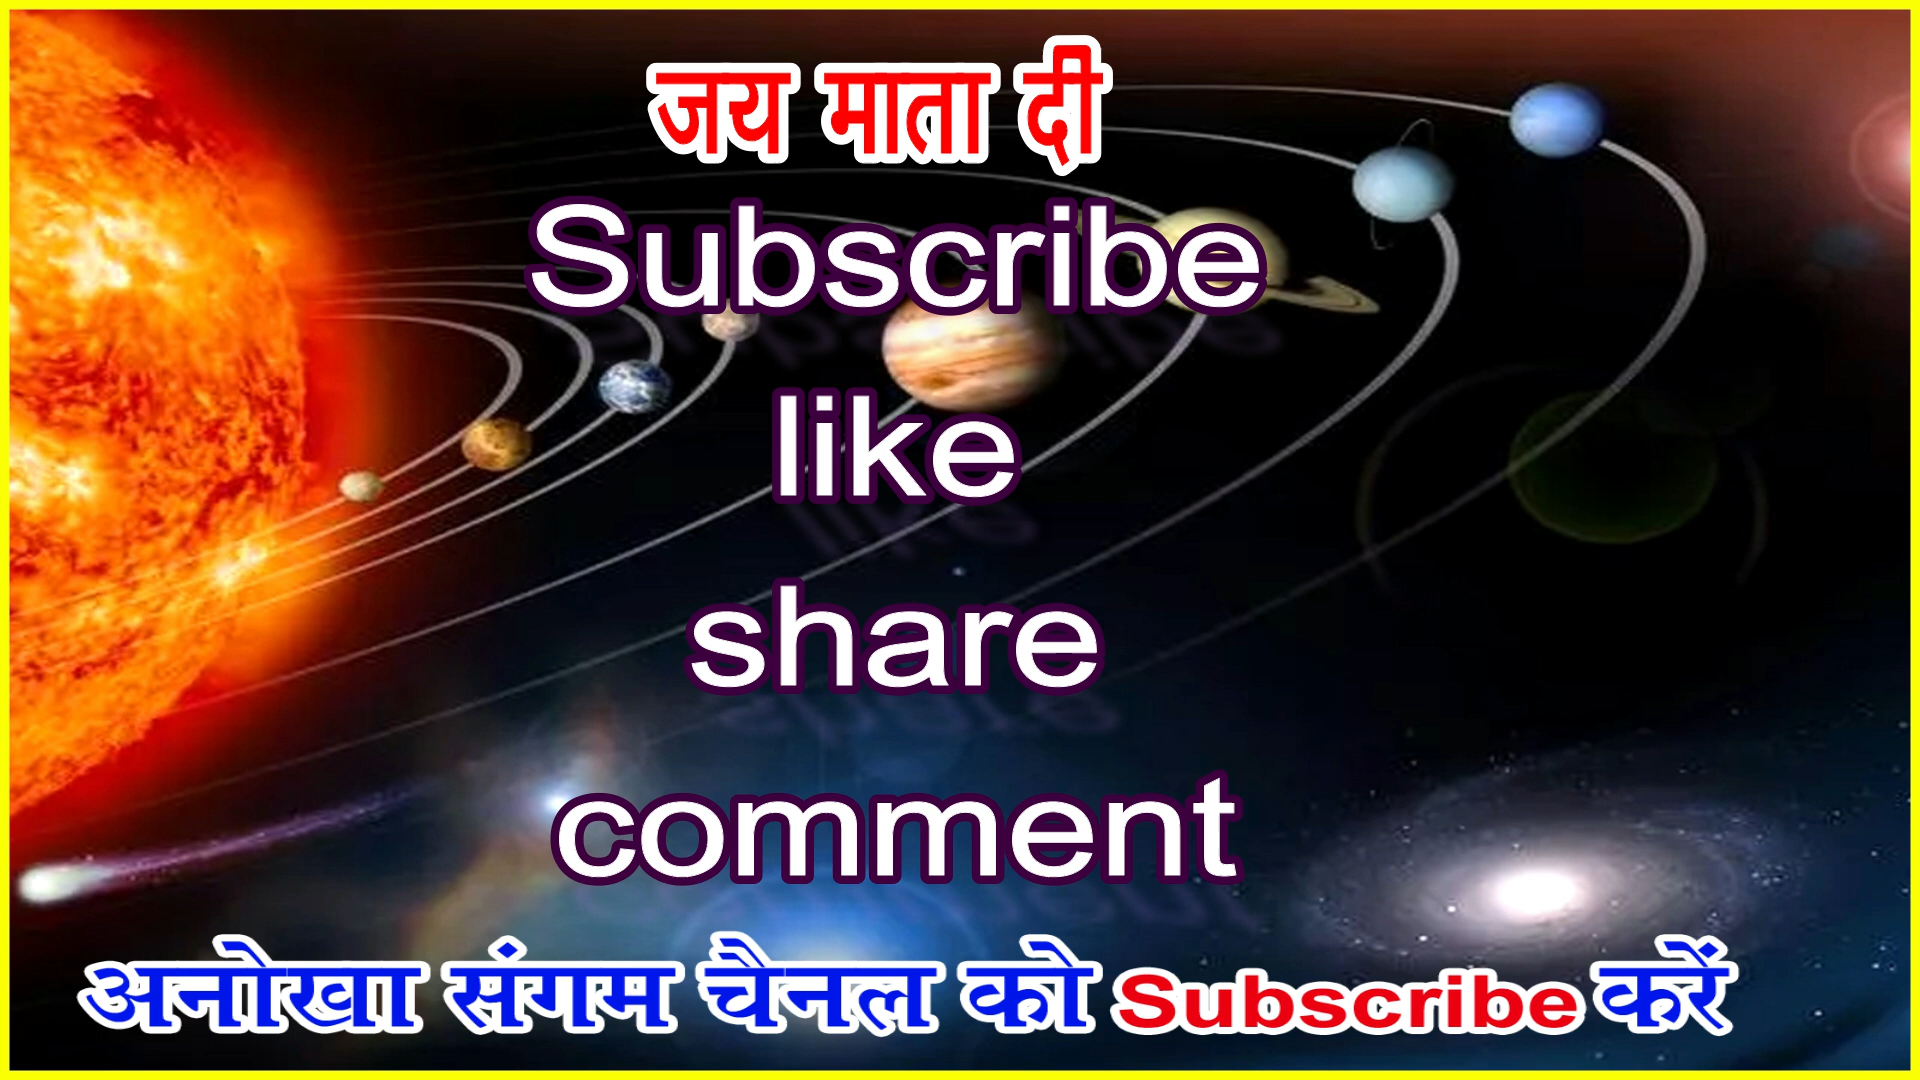 जय माता दी
Subscribe
like
share
comment
अनोखा संगम चैनल को Subscribe करें